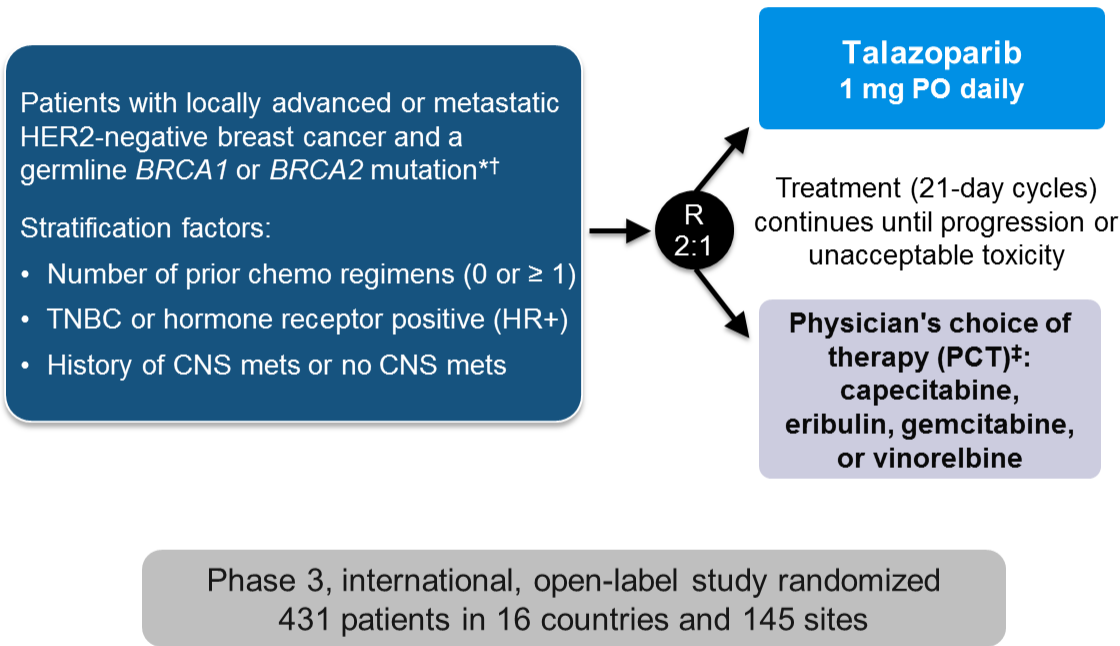 Patients with locally advanced or metastatic
HER2-negative breast cancer and a
germline BRCA1 or BRCA2 mutation*†
Stratification factors:
• Number of prior chemo regimens (0 or ≥ 1)
• TNBC or hormone receptor positive (HR+)
• History of CNS mets or no CNS mets
R
2:1
Talazoparib
1 mg PO daily
Treatment (21-day cycles)
continues until progression or
unacceptable toxicity
Physician's choice of
therapy (PCT)‡:
capecitabine,
eribulin, gemcitabine,
or vinorelbine
Phase 3, international, open-label study randomized
431 patients in 16 countries and 145 sites